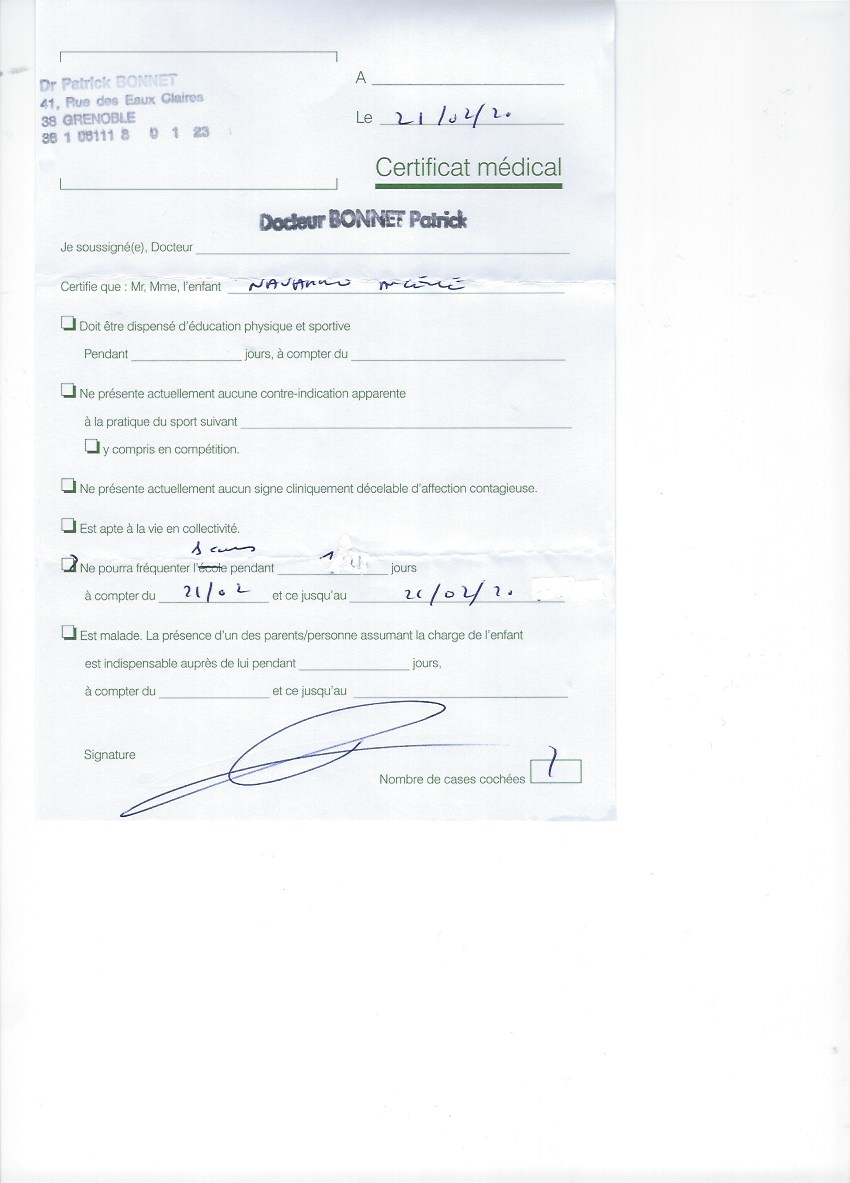 Dr Patrick BONNET
41, Rue des Eaux Claires
38 GRENOBLE
38 1 08111 8 0 1 23
A
Le 21/02/20
Certificat médical
Docteur BONNET Patrick
Je soussigné(e), Docteur
Certifie que : Mr, Mme, l'enfant NAVARRO
Doit être dispensé d'éducation physique et sportive
Pendant jours, à compter du
Ne présente actuellement aucune contre-indication apparente
à la pratique du sport suivant
y compris en compétition.
Ne présente actuellement aucun signe cliniquement décelable d'affection contagieuse.
Est apte à la vie en collectivité.
cours
Ne pourra fréquenter l'école pendant 1 jours
à compter du 21/02 et ce jusqu'au 21/02/20
Est malade. La présence d'un des parents/personne assumant la charge de l'enfant
est indispensable auprès de lui pendant jours,
à compter du et ce jusqu'au
Signature
Nombre de cases cochées 1